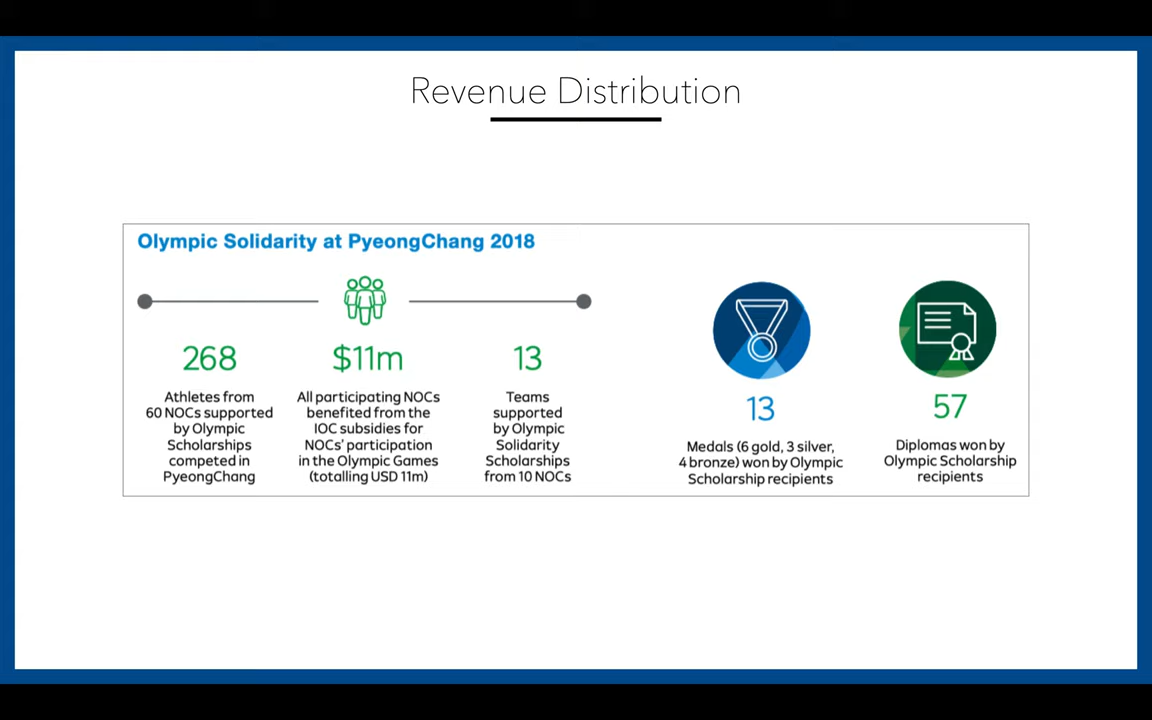 Revenue Distribution
Olympic Solidarity at PyeongChang 2018
268
Athletes from
60 NOCs supported
by Olympic
Scholarships
competed in
PyeongChang
$11m
All participating NOCs
benefited from the
IOC subsidies for
NOCs' participation
in the Olympic Games
(totalling USD 11m)
13
Teams
supported
by Olympic
Solidarity
Scholarships
from 10 NOCs
13
Medals (6 gold, 3 silver,
4 bronze) won by Olympic
Scholarship recipients
57
Diplomas won by
Olympic Scholarship
recipients